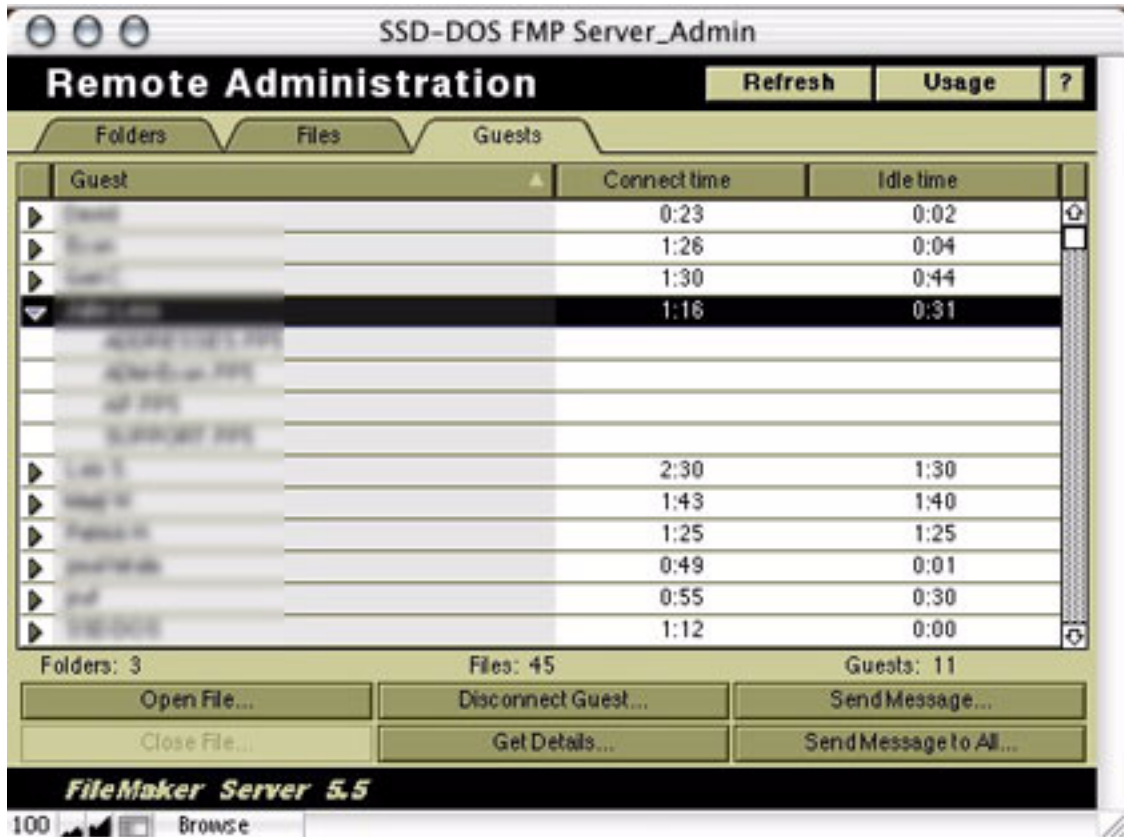 SSD-DOS FMP Server_Admin
Remote Administration Refresh Usage ?
Folders Files Guests
Guest Connect time Idle time
0:23 0:02
1:26 0:04
1:30 0:44
1:16 0:31
2:30 1:30
1:43 1:40
1:25 1:25
0:49 0:01
0:55 0:30
1:12 0:00
Folders: 3 Files: 45 Guests: 11
Open File... Disconnect Guest... Send Message...
Close File... Get Details... Send Message to All...
FileMaker Server 5.5
100 Browse